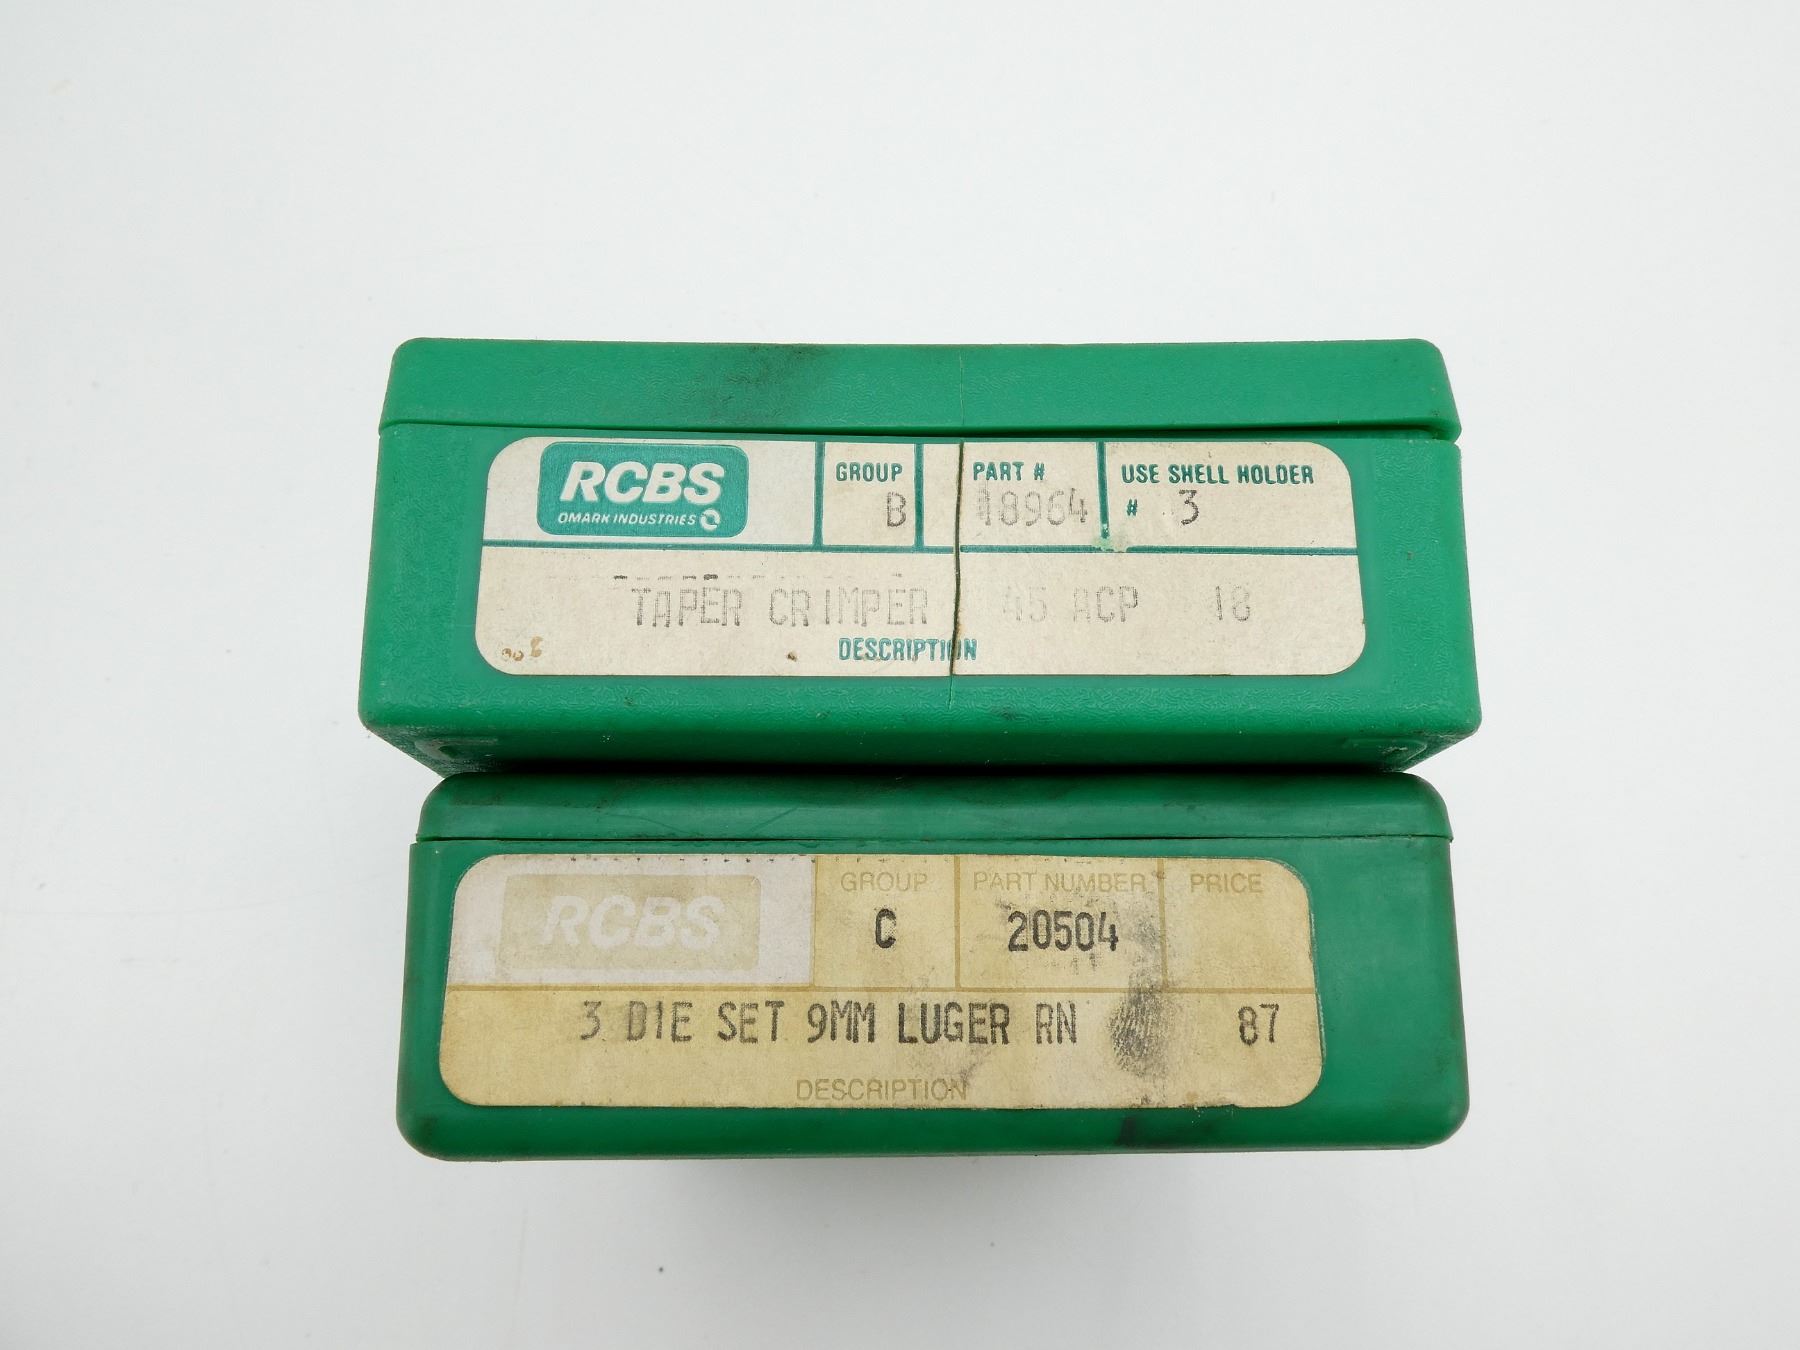 RCBS
OMARK INDUSTRIES
GROUP
B
PART #
18964
USE SHELL HOLDER
# 3
TAPER CRIMPER 45 ACP 18
DESCRIPTION
RCBS
GROUP
C
PART NUMBER
20504
PRICE
3 DIE SET 9MM LUGER RN 87
DESCRIPTION